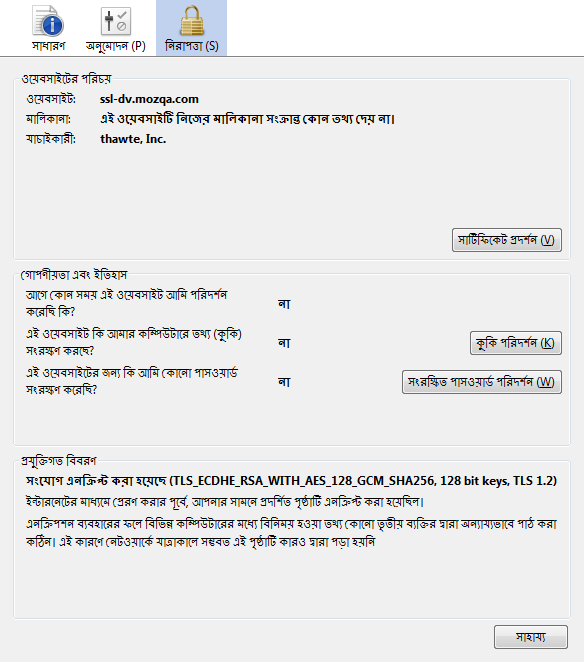 সাধারণ অনুমোদন (P) নিরাপত্তা (S)
ওয়েবসাইটের পরিচয়
ওয়েবসাইট: ssl-dv.mozqa.com
মালিকানা: এই ওয়েবসাইটি নিজের মালিকানা সংক্রান্ত কোন তথ্য দেয় না।
যাচাইকারী: thawte, Inc.
সার্টিফিকেট প্রদর্শন (V)
গোপনীয়তা এবং ইতিহাস
আগে কোন সময় এই ওয়েবসাইট আমি পরিদর্শন
করেছি কি? না
এই ওয়েবসাইট কি আমার কম্পিউটারে তথ্য (কুকি)
সংরক্ষণ করছে? না কুকি পরিদর্শন (K)
এই ওয়েবসাইটের জন্য কি আমি কোনো পাসওয়ার্ড
সংরক্ষণ করেছি? না সংরক্ষিত পাসওয়ার্ড পরিদর্শন (W)
প্রযুক্তিগত বিবরণ
সংযোগ এনক্রিপ্ট করা হয়েছে (TLS_ECDHE_RSA_WITH_AES_128_GCM_SHA256, 128 bit keys, TLS 1.2)
ইন্টারনেটের মাধ্যমে প্রেরণ করার পূর্বে, আপনার সামনে প্রদর্শিত পৃষ্ঠাটি এনক্রিপ্ট করা হয়েছিল।
এনক্রিপশন ব্যবহারের ফলে বিভিন্ন কম্পিউটারের মধ্যে বিনিময় হওয়া তথ্য কোনো তৃতীয় ব্যক্তির দ্বারা অন্যায্যভাবে পাঠ করা
কঠিন। এই কারণে নেটওয়ার্কে যাত্রাকালে সম্ভবত এই পৃষ্ঠাটি কারও দ্বারা পড়া হয়নি
সাহায্য